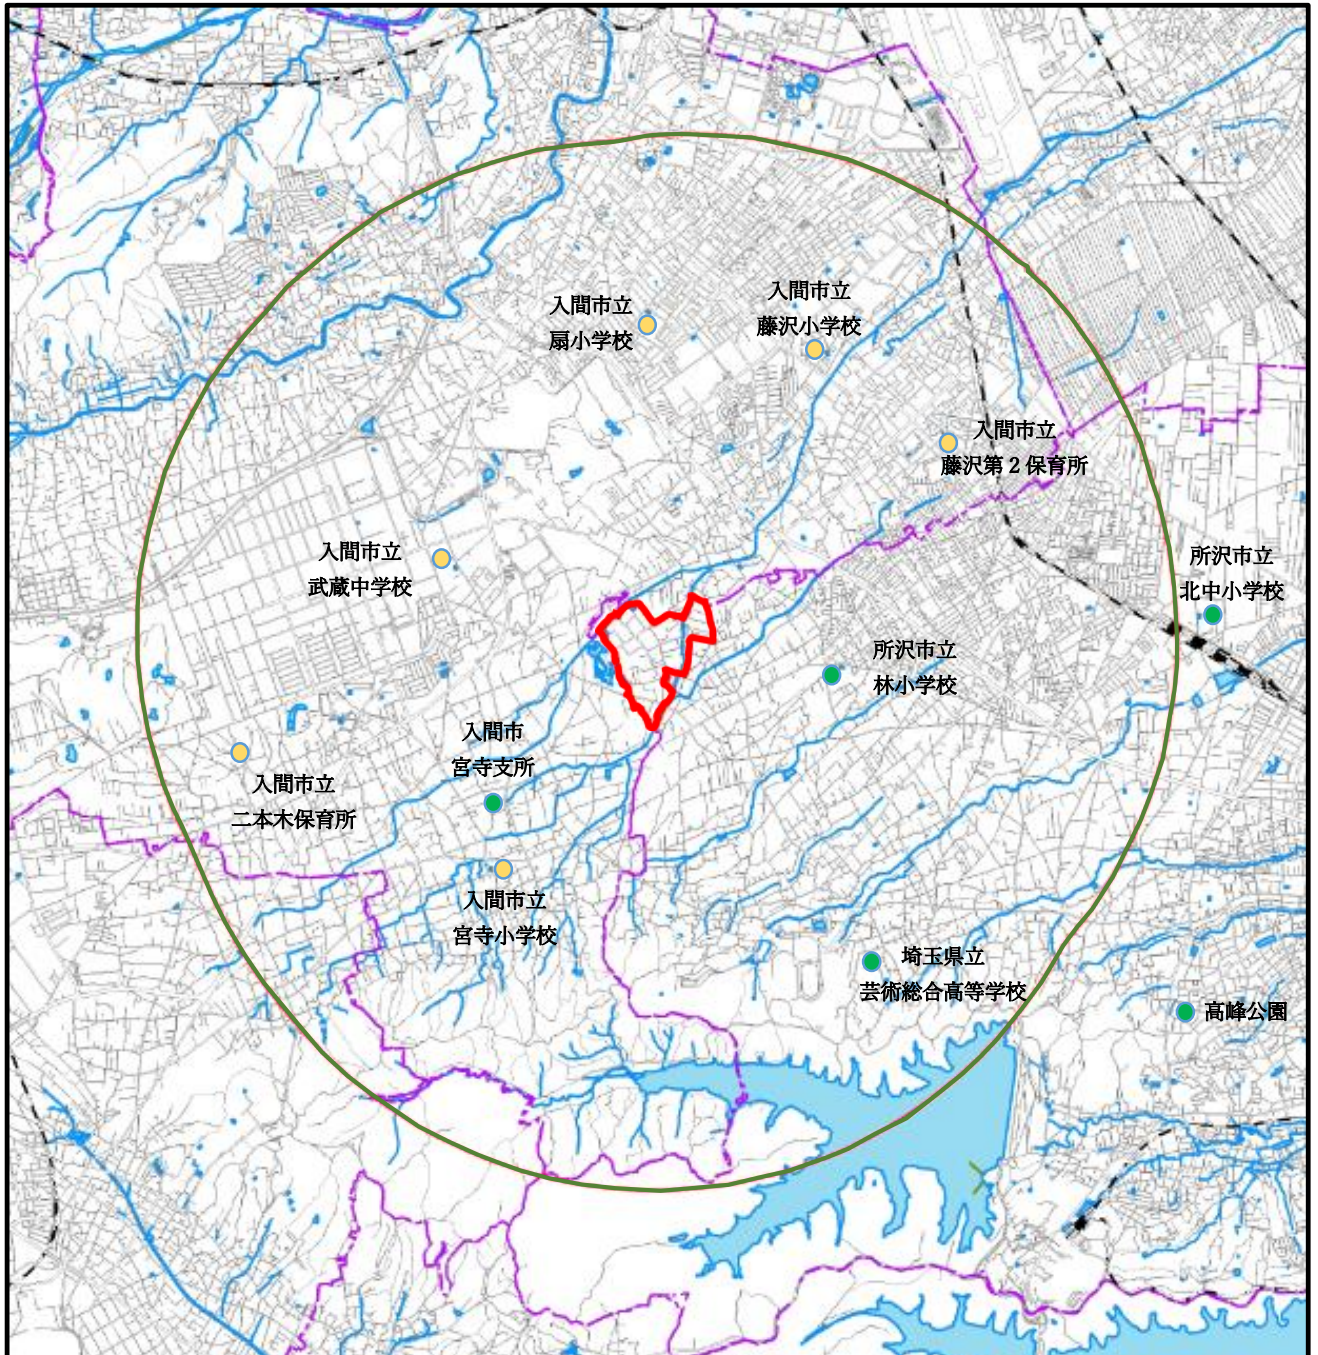 入間市立
扇小学校
入間市立
藤沢小学校
入間市立
藤沢第2保育所
入間市立
武蔵中学校
所沢市立
北中小学校
所沢市立
林小学校
入間市
宮寺支所
入間市立
二本木保育所
入間市立
宮寺小学校
埼玉県立
芸術総合高等学校
高峰公園